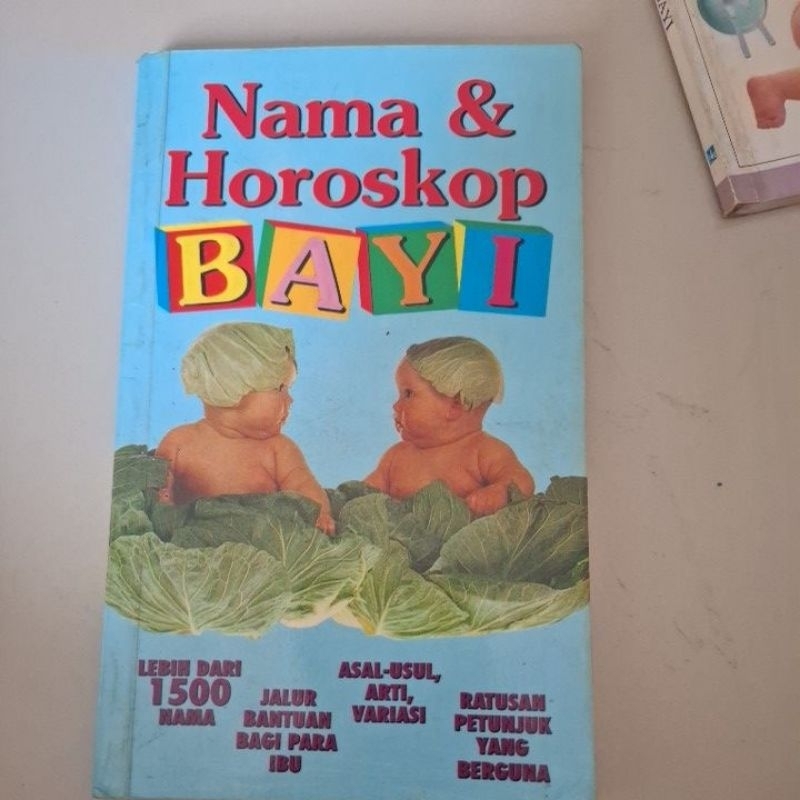 Nama &
Horoskop
BAYI
LEBIH DARI
1500
NAMA
JALUR
BANTUAN
BAGI PARA
IBU
ASAL-USUL,
ARTI,
VARIASI
RATUSAN
PETUNJUK
YANG
BERGUNA
BAYI